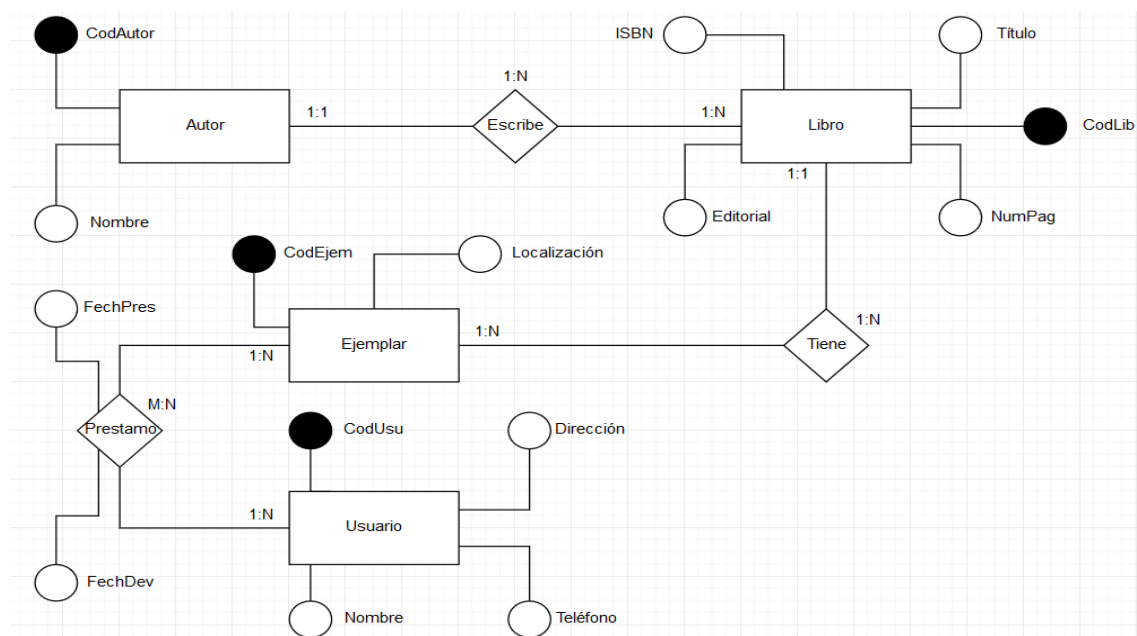 CodAutor
ISBN
Título
1:N
Autor
1:1
Escribe
1:N
Libro
CodLib
1:1
Nombre
Editorial
NumPag
CodEjem
Localización
FechPres
1:N
1:N
Ejemplar
1:N
Tiene
M:N
Prestamo
CodUsu
Dirección
1:N
Usuario
FechDev
Nombre
Teléfono